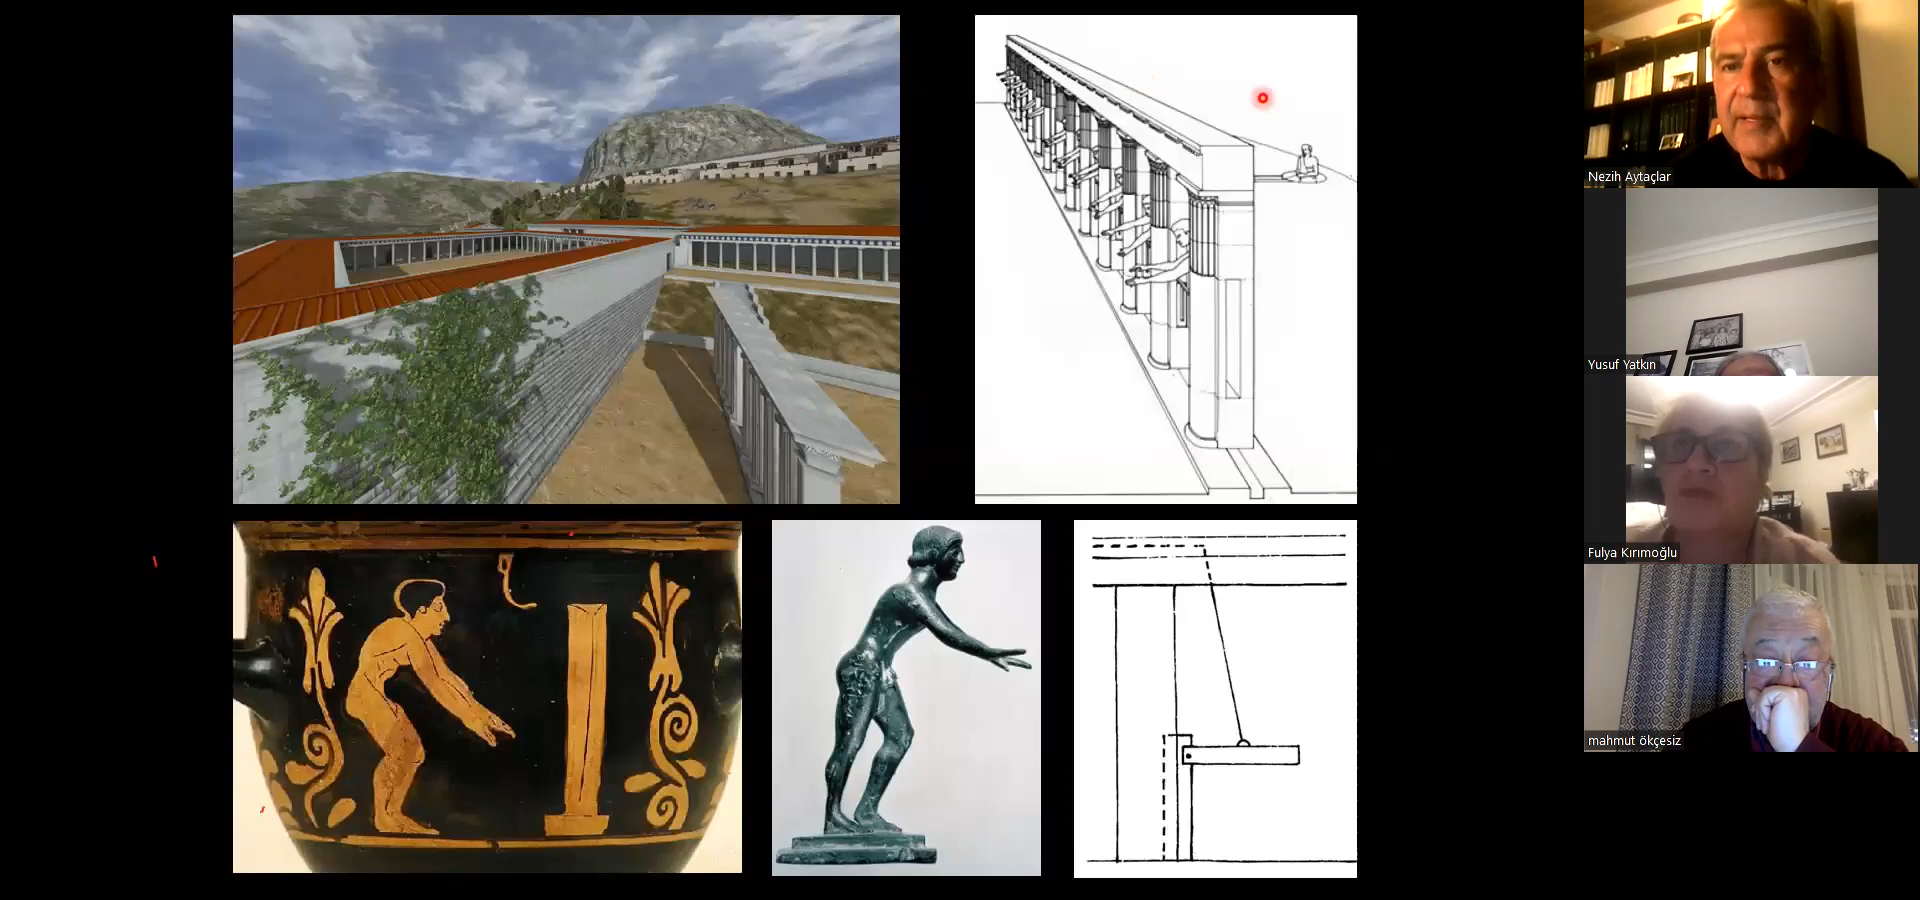 Nezih Aytaçlar
Yusuf Yatkın
Fulya Kırımoğlu
mahmut ökçesiz